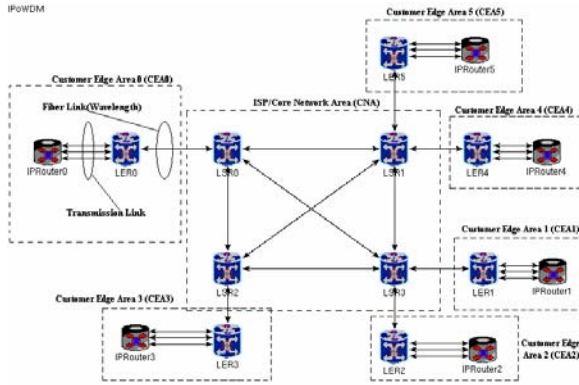 IPoWDM
Customer Edge Area 5 (CEA5)
LER5
IPRouter5
Customer Edge Area 0 (CEA0)
Fiber Link(Wavelength)
ISP/Core Network Area (CNA)
Customer Edge Area 4 (CEA4)
IPRouter0
LER0
LSR0
LSR1
LER4
IPRouter4
Transmission Link
Customer Edge Area 1 (CEA1)
LSR2
LSR3
LER1
IPRouter1
Customer Edge Area 3 (CEA3)
IPRouter3
LER3
LER2
IPRouter2
Customer Edge
Area 2 (CEA2)